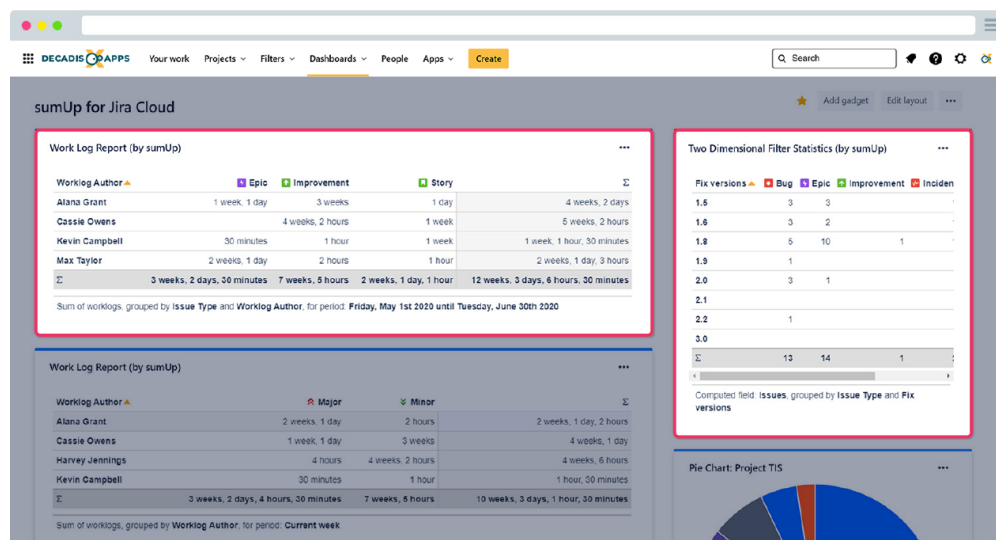 DECADIS APPS Your work Projects Filters Dashboards People Apps Create Search
sumUp for Jira Cloud
Add gadget Edit layout
Work Log Report (by sumUp)
Worklog Author Epic Improvement Story Σ
Alana Grant 1 week, 1 day 3 weeks 1 day 4 weeks, 2 days
Cassie Owens 4 weeks, 2 hours 1 week 5 weeks, 2 hours
Kevin Campbell 30 minutes 1 hour 1 week 1 week, 1 hour, 30 minutes
Max Taylor 2 weeks, 1 day 2 hours 1 hour 2 weeks, 1 day, 3 hours
Σ 3 weeks, 2 days, 30 minutes 7 weeks, 5 hours 2 weeks, 1 day, 1 hour 12 weeks, 3 days, 6 hours, 30 minutes
Sum of worklogs, grouped by Issue Type and Worklog Author, for period: Friday, May 1st 2020 until Tuesday, June 30th 2020
Two Dimensional Filter Statistics (by sumUp)
Fix versions Bug Epic Improvement Inciden
1.5 3 3
1.6 3 2
1.8 5 10 1
1.9 1
2.0 3 1
2.1
2.2 1
3.0
Σ 13 14 1
Computed field: Issues, grouped by Issue Type and Fix
versions
Work Log Report (by sumUp)
Worklog Author Major Minor Σ
Alana Grant 2 weeks, 1 day 2 hours 2 weeks, 1 day, 2 hours
Cassie Owens 1 week, 1 day 3 weeks 4 weeks, 1 day
Harvey Jennings 4 hours 4 weeks, 2 hours 4 weeks, 6 hours
Kevin Campbell 30 minutes 1 hour 1 hour, 30 minutes
Σ 3 weeks, 2 days, 4 hours, 30 minutes 7 weeks, 5 hours 10 weeks, 3 days, 1 hour, 30 minutes
Sum of worklogs, grouped by Worklog Author, for period: Current week
Pie Chart: Project TIS